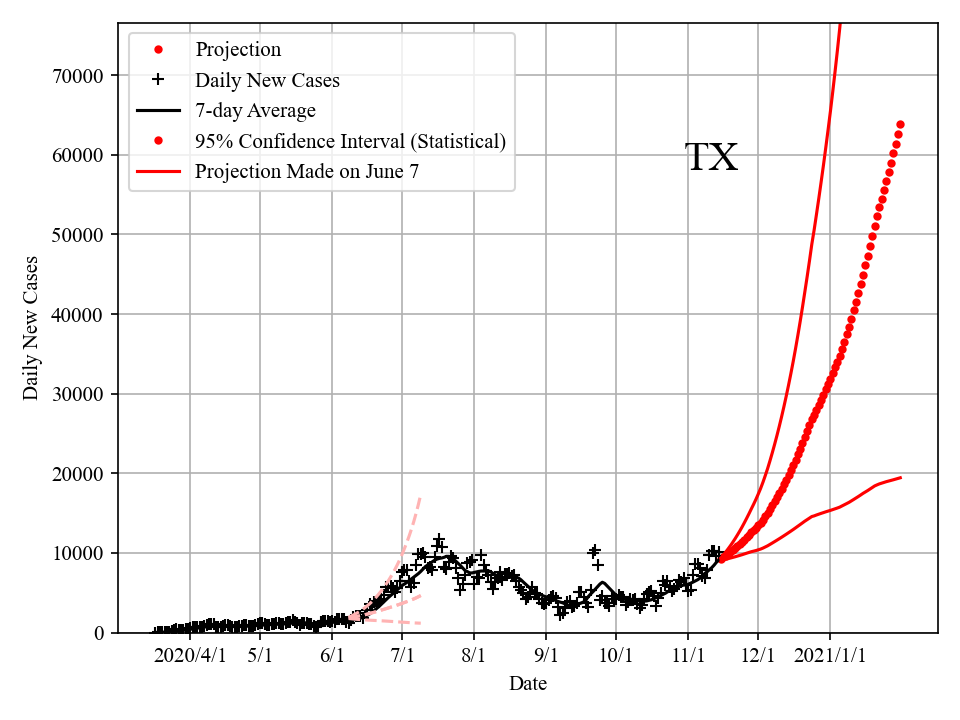 Projection
Daily New Cases
7-day Average
95% Confidence Interval (Statistical)
Projection Made on June 7
TX
70000
60000
50000
40000
30000
20000
10000
0
Daily New Cases
2020/4/1 5/1 6/1 7/1 8/1 9/1 10/1 11/1 12/1 2021/1/1
Date